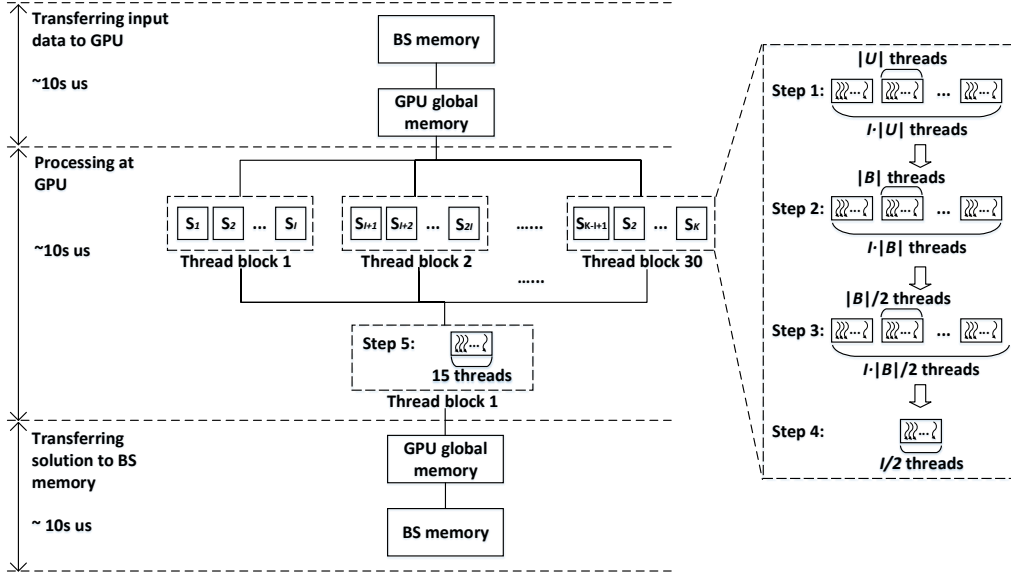 Transferring input
data to GPU
~10s us
BS memory
GPU global
memory
Processing at
GPU
~10s us
S1 S2 ... SI
Thread block 1
SI+1 SI+2 ... S2I
Thread block 2
......
SK-I+1 S2 ... SK
Thread block 30
......
Step 5:
15 threads
Thread block 1
Transferring
solution to BS
memory
~ 10s us
GPU global
memory
BS memory
|U| threads
Step 1:
...
I·|U| threads
|B| threads
Step 2:
...
I·|B| threads
|B|/2 threads
Step 3:
...
I·|B|/2 threads
Step 4:
I/2 threads